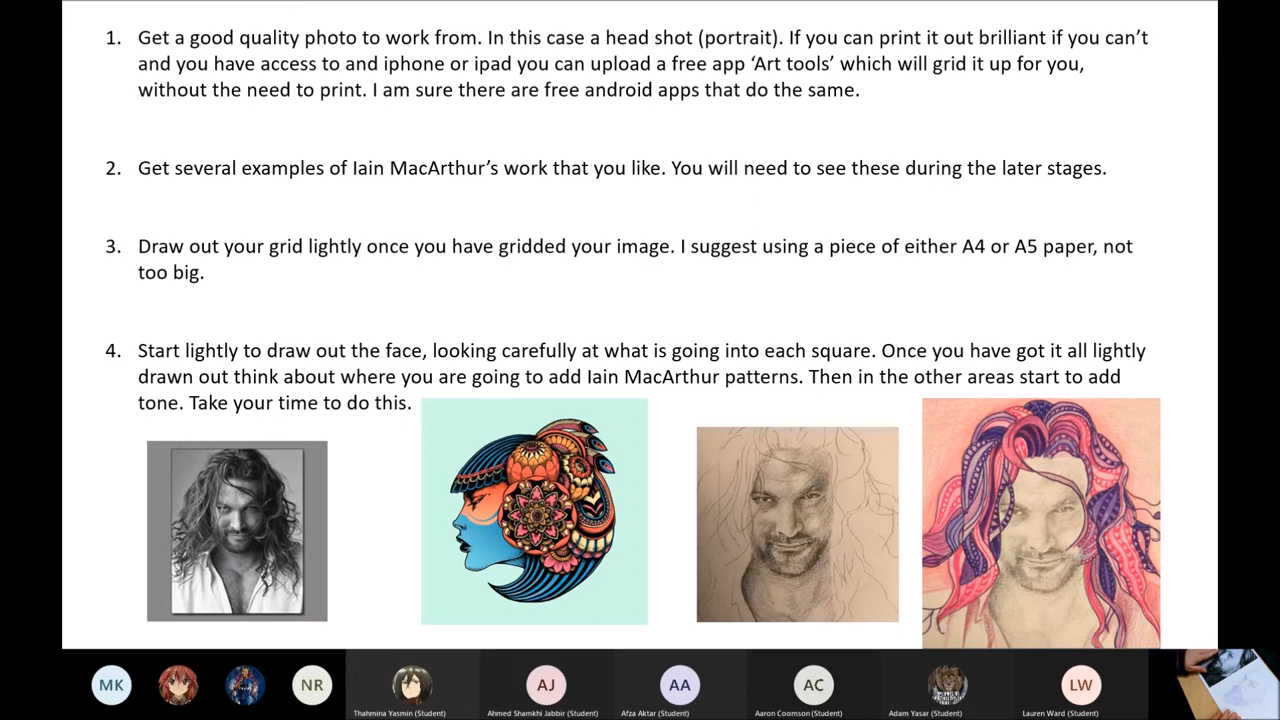 1. Get a good quality photo to work from. In this case a head shot (portrait). If you can print it out brilliant if you can't
and you have access to and iphone or ipad you can upload a free app ‘Art tools’ which will grid it up for you,
without the need to print. I am sure there are free android apps that do the same.
2. Get several examples of Iain MacArthur’s work that you like. You will need to see these during the later stages.
3. Draw out your grid lightly once you have gridded your image. I suggest using a piece of either A4 or A5 paper, not
too big.
4. Start lightly to draw out the face, looking carefully at what is going into each square. Once you have got it all lightly
drawn out think about where you are going to add Iain MacArthur patterns. Then in the other areas start to add
tone. Take your time to do this.
MK
NR
AJ
AA
AC
LW
Thahmina Yasmin (Student)
Ahmed Shamkhi Jabbir (Student)
Afza Aktar (Student)
Aaron Coomson (Student)
Adam Yasar (Student)
Lauren Ward (Student)